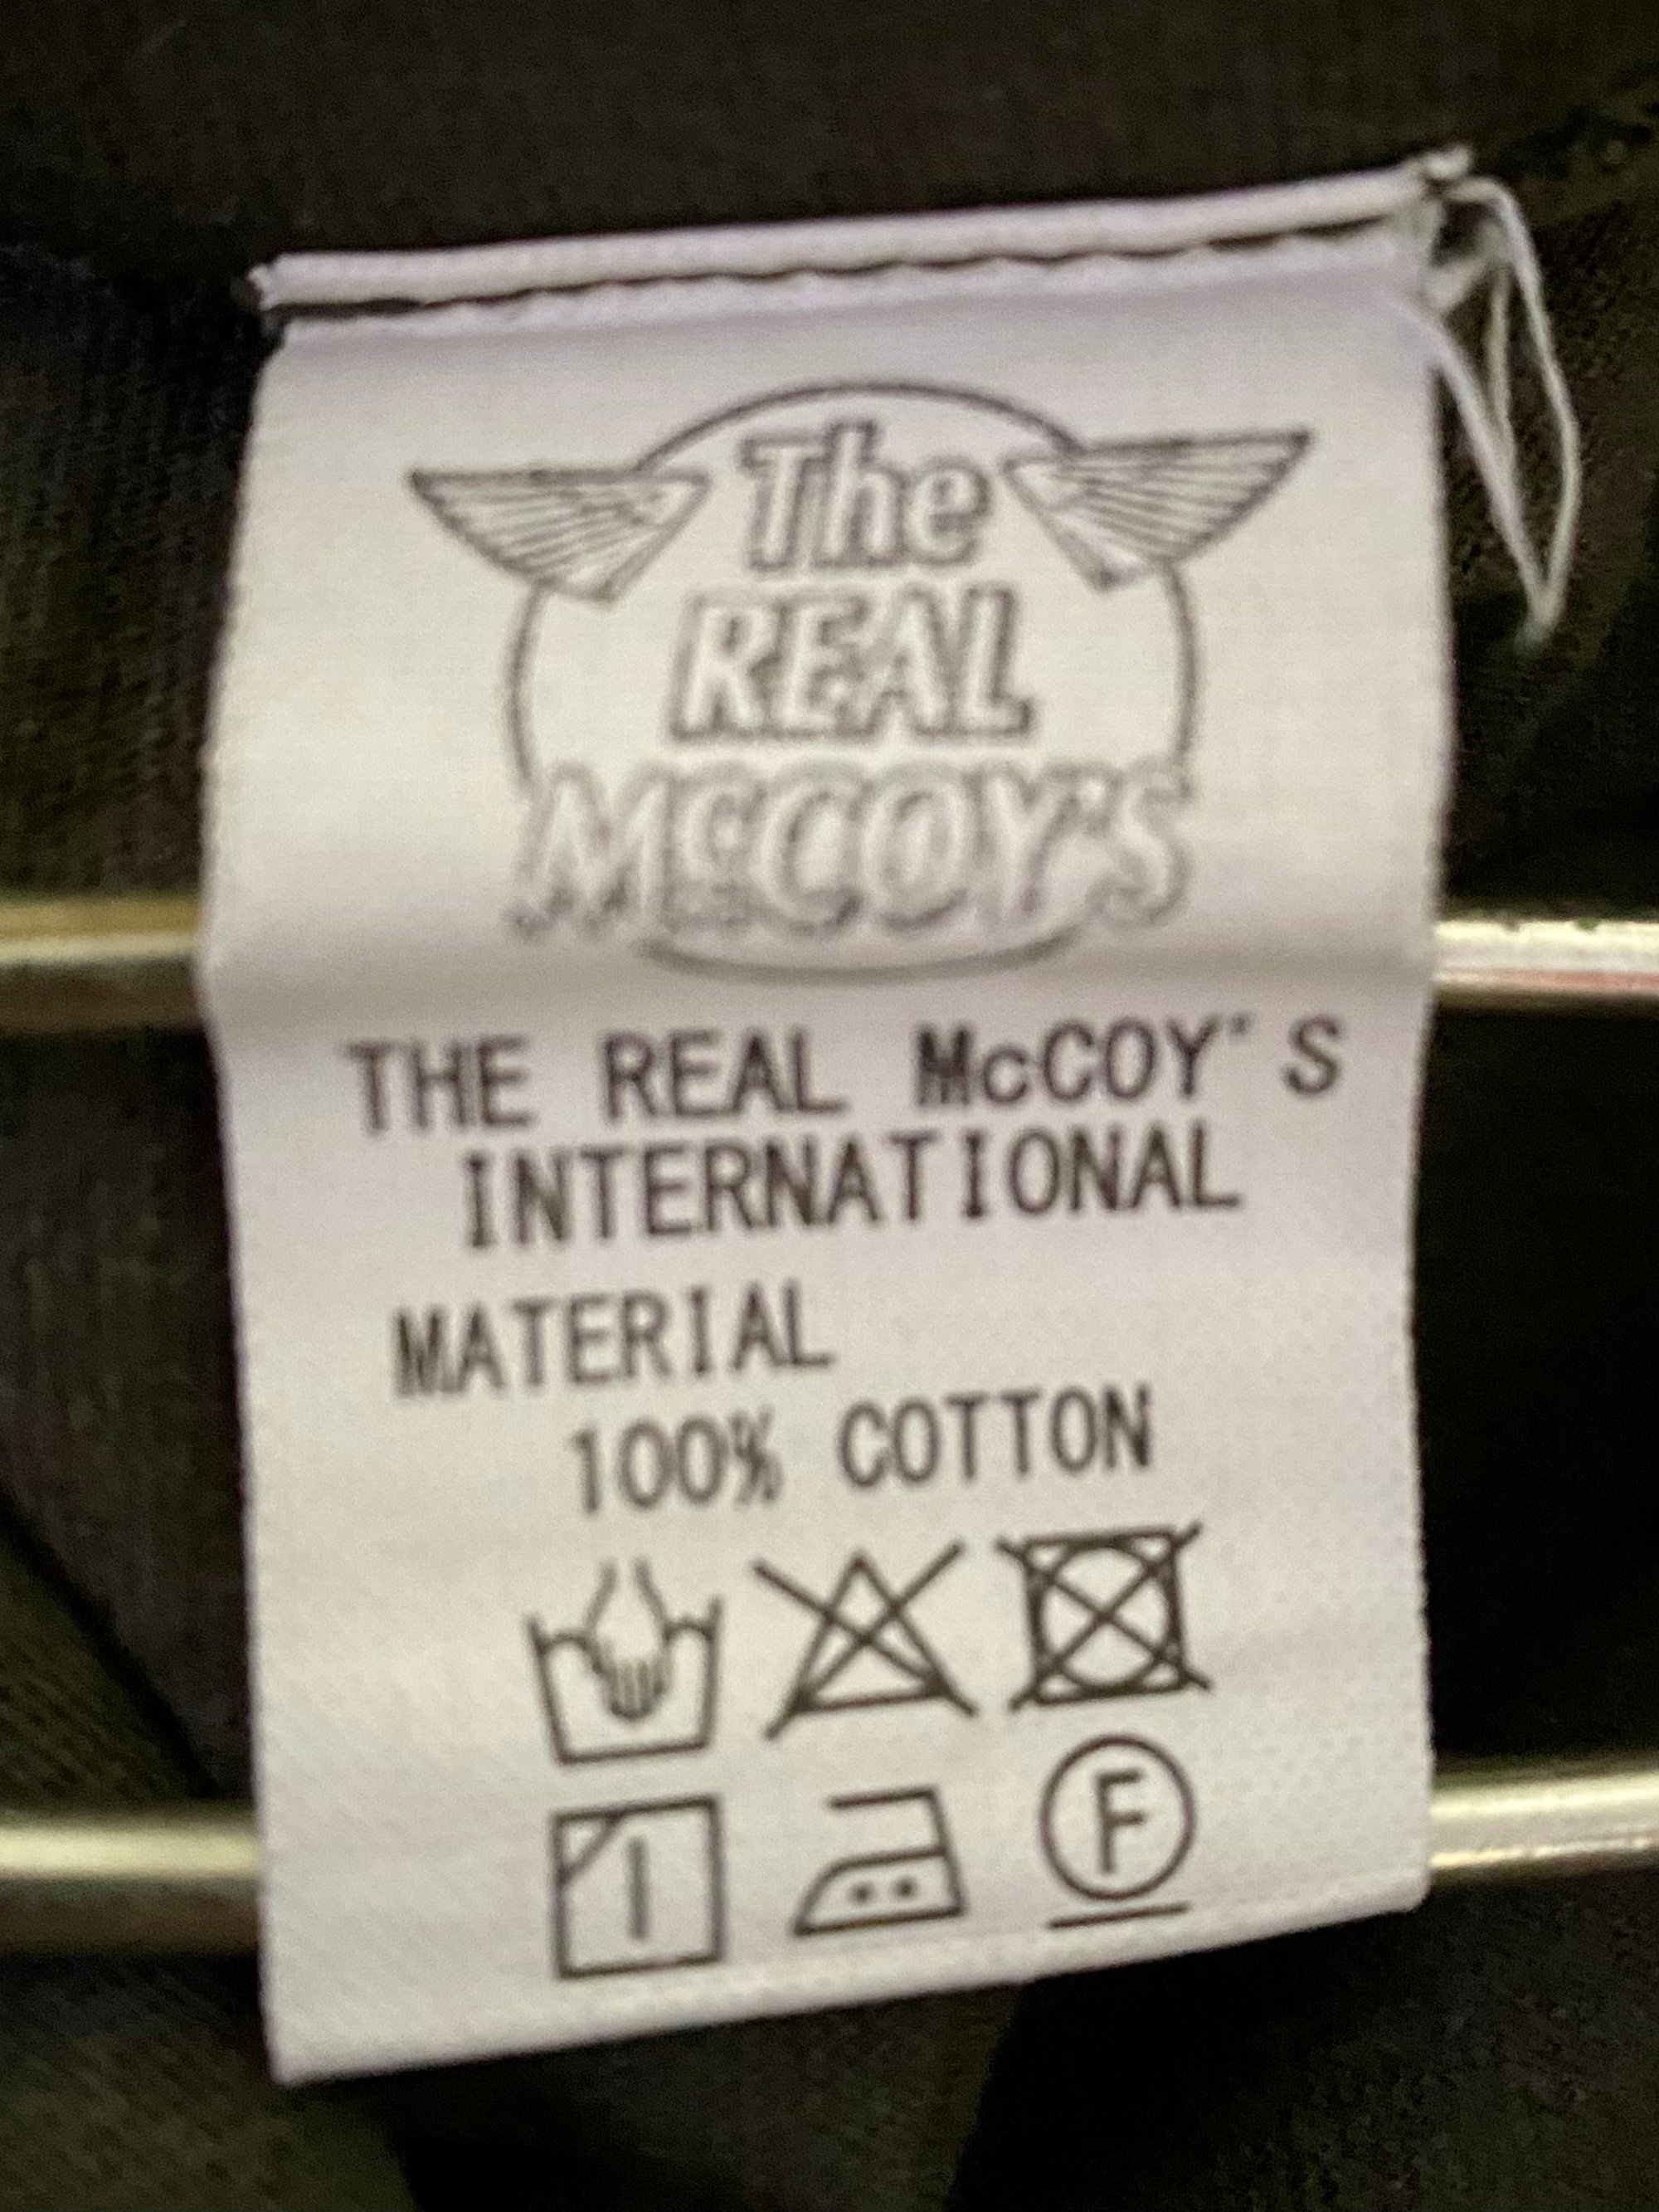 The
REAL
McCOY'S
THE REAL McCOY'S
INTERNATIONAL
MATERIAL
100% COTTON
F